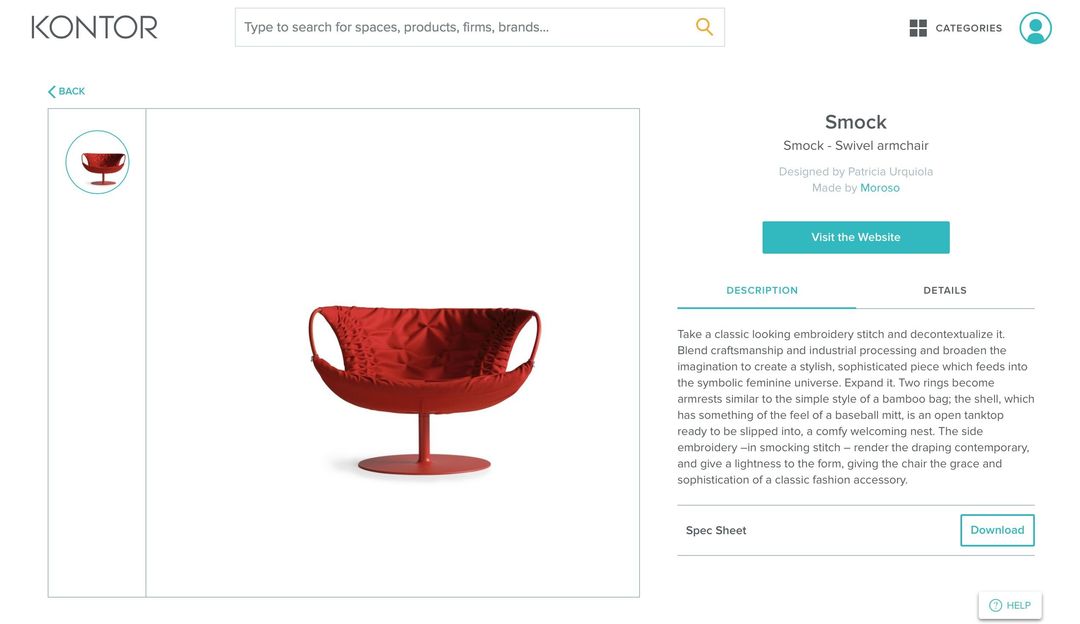 KONTOR
Type to search for spaces, products, firms, brands...
CATEGORIES
BACK
Smock
Smock - Swivel armchair
Designed by Patricia Urquiola
Made by Moroso
Visit the Website
DESCRIPTION
DETAILS
Take a classic looking embroidery stitch and decontextualize it.
Blend craftsmanship and industrial processing and broaden the
imagination to create a stylish, sophisticated piece which feeds into
the symbolic feminine universe. Expand it. Two rings become
armrests similar to the simple style of a bamboo bag; the shell, which
has something of the feel of a baseball mitt, is an open tanktop
ready to be slipped into, a comfy welcoming nest. The side
embroidery –in smocking stitch – render the draping contemporary,
and give a lightness to the form, giving the chair the grace and
sophistication of a classic fashion accessory.
Spec Sheet
Download
? HELP